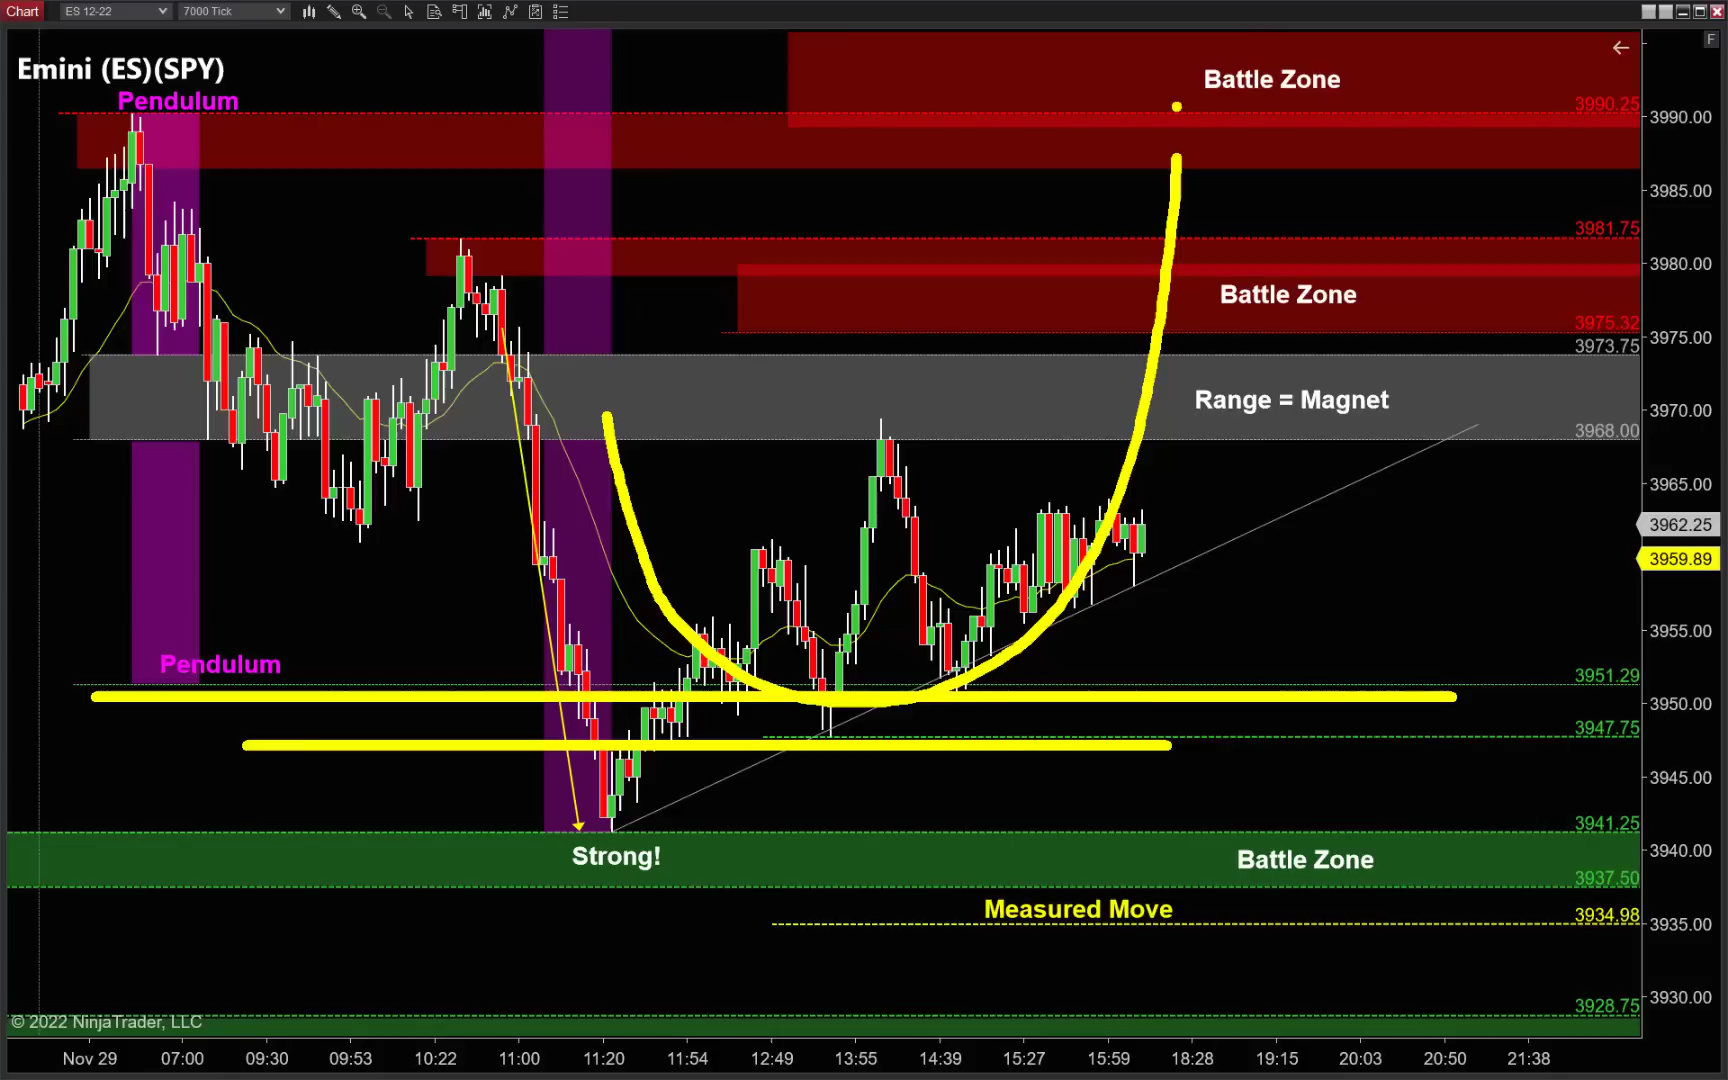 Chart ES 12-22 7000 Tick
F
Emini (ES)(SPY)
Pendulum
Battle Zone
3990.25
3990.00
3985.00
3981.75
3980.00
Battle Zone
3975.32
3975.00
3973.75
Range = Magnet
3970.00
3968.00
3965.00
3962.25
3959.89
3955.00
Pendulum
3951.29
3950.00
3947.75
3945.00
3941.25
Strong!
Battle Zone
3940.00
3937.50
Measured Move
3934.98
3935.00
3928.75
3930.00
© 2022 NinjaTrader, LLC
Nov 29 07:00 09:30 09:53 10:22 11:00 11:20 11:54 12:49 13:55 14:39 15:27 15:59 18:28 19:15 20:03 20:50 21:38